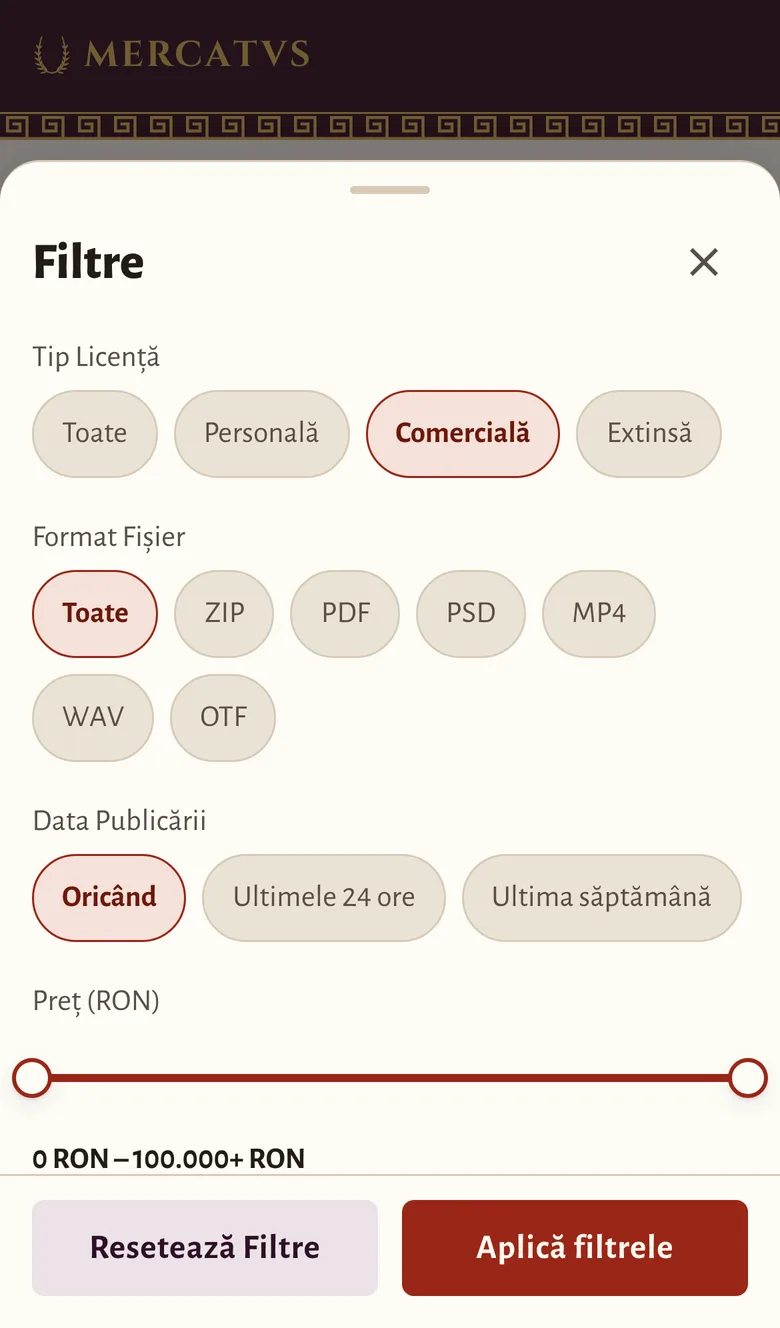 MERCATVS
Filtre
Tip Licență
Toate Personală Comercială Extinsă
Format Fișier
Toate ZIP PDF PSD MP4
WAV OTF
Data Publicării
Oricând Ultimele 24 ore Ultima săptămână
Preț (RON)
0 RON – 100.000+ RON
Resetează Filtre Aplică filtrele